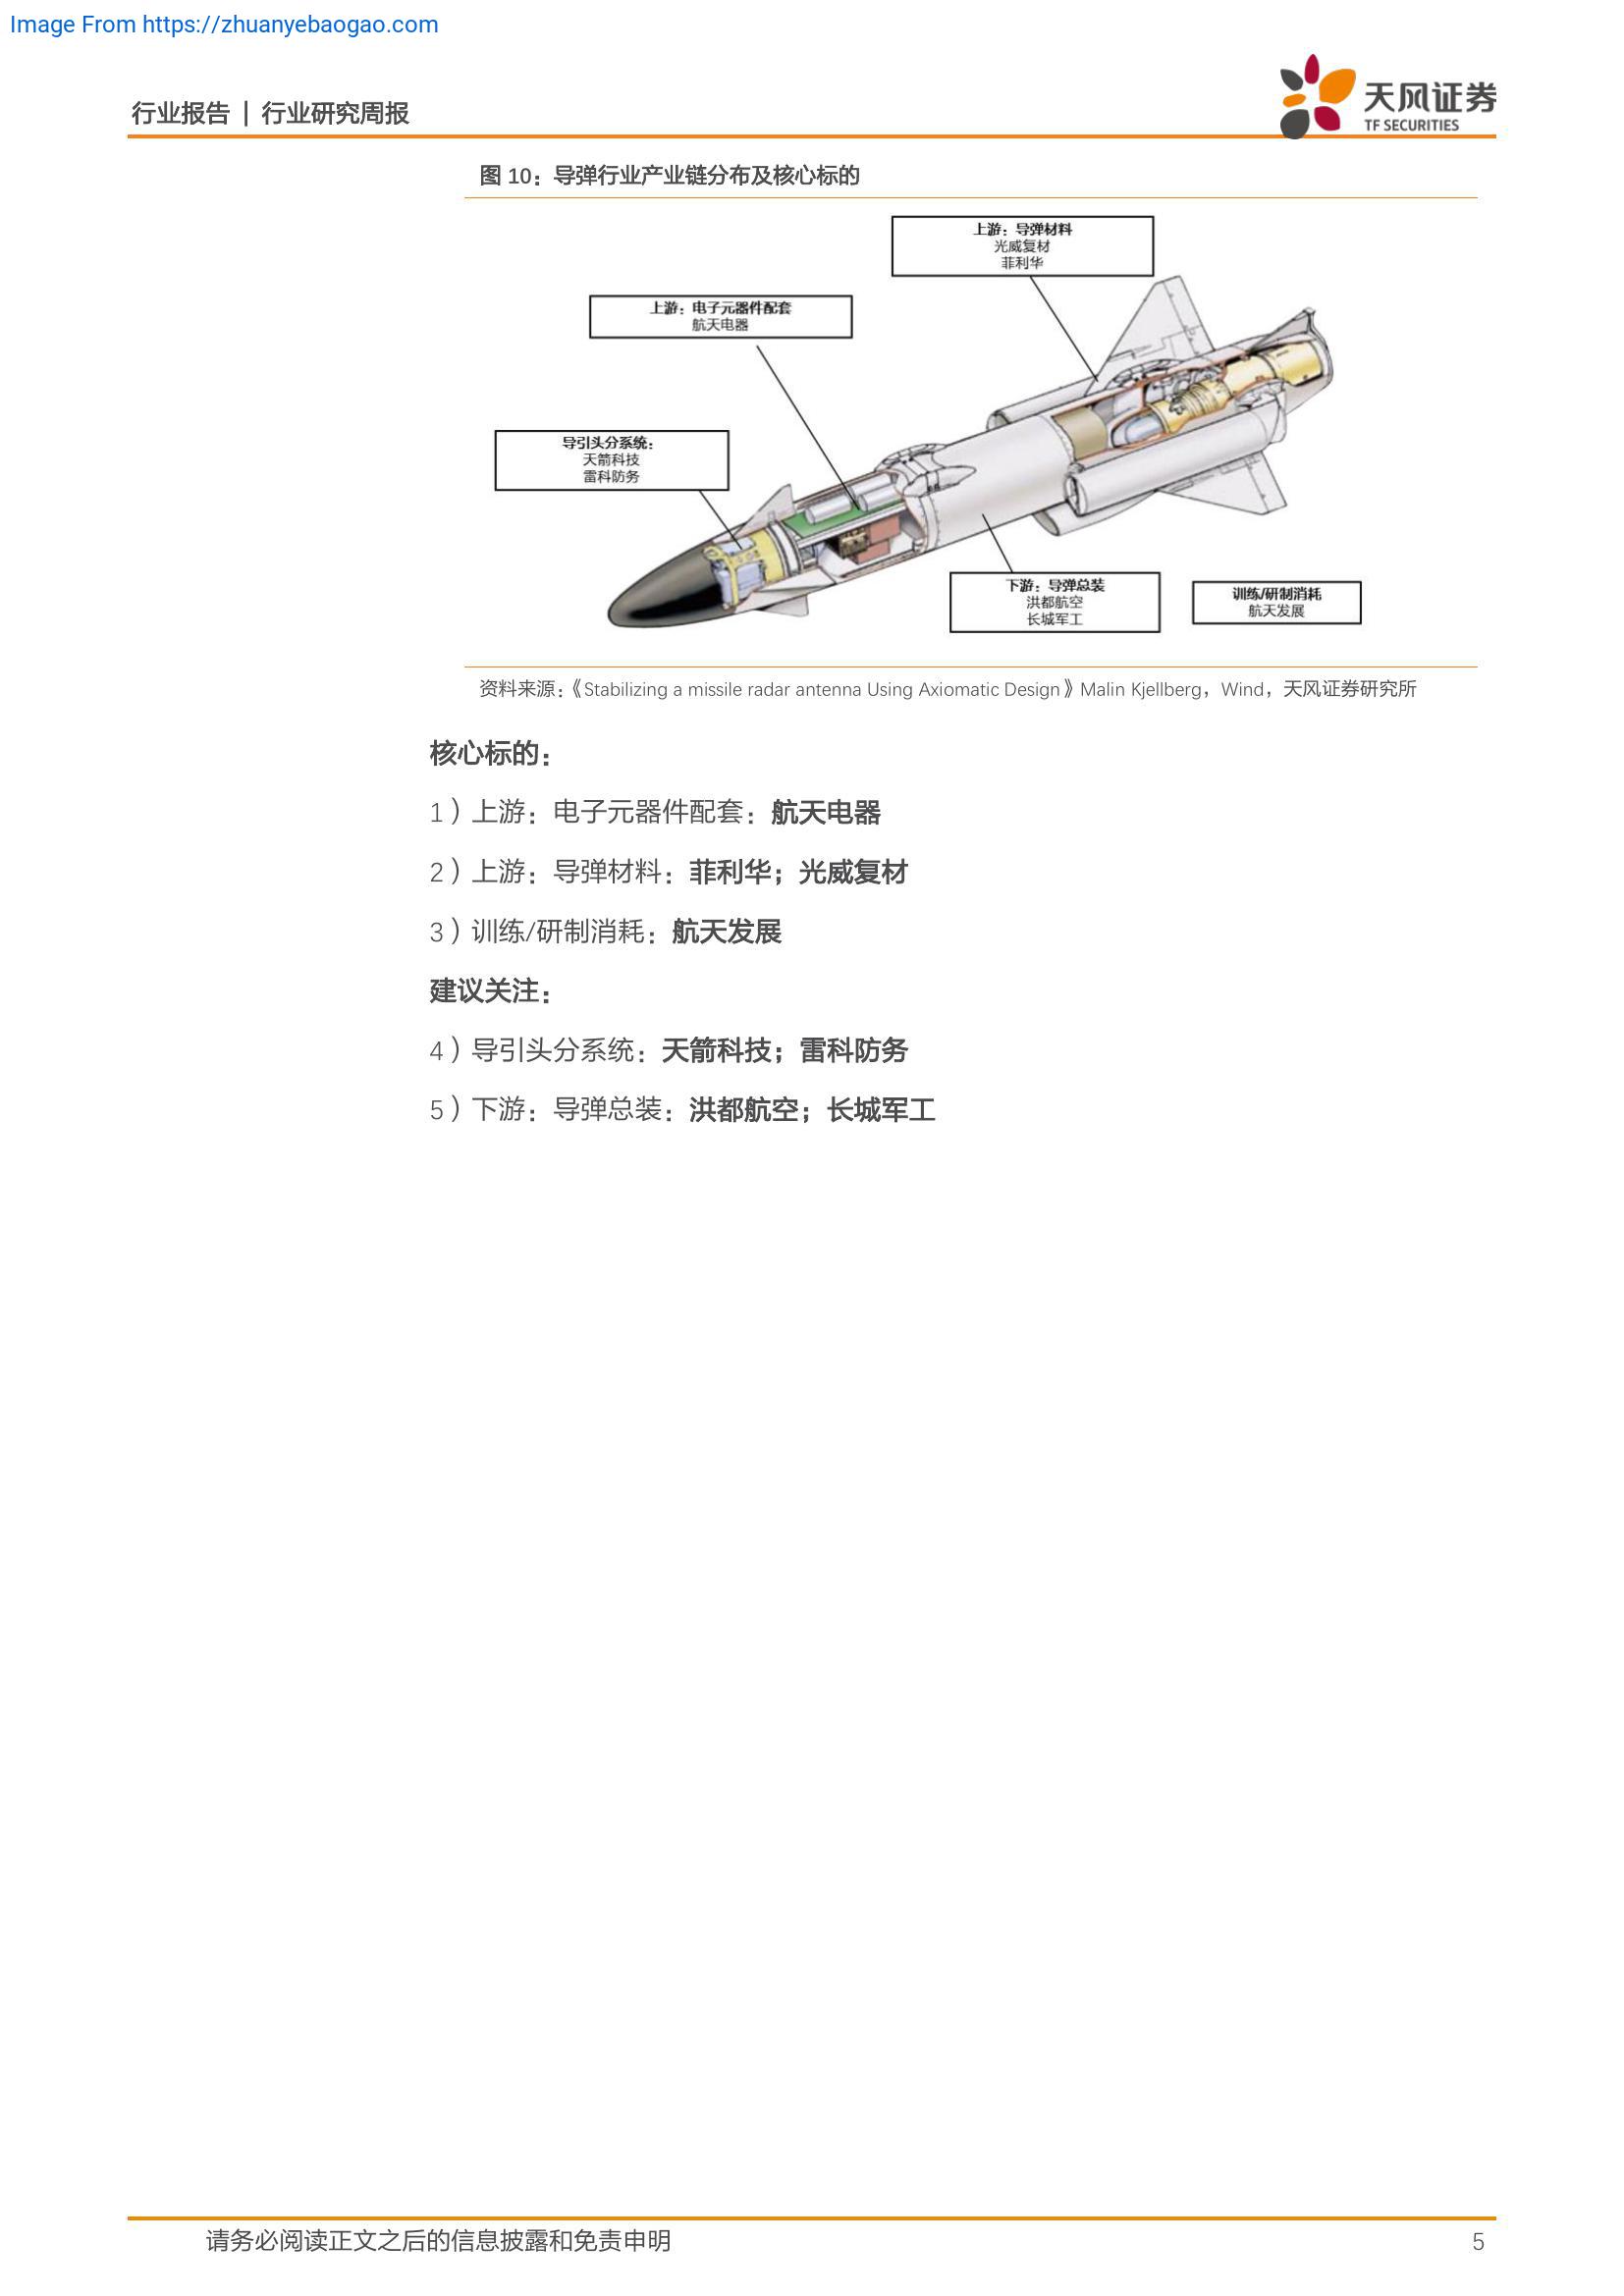 Image From https://zhuanyebaogao.com
行业报告 | 行业研究周报
天风证券
TF SECURITIES
图 10：导弹行业产业链分布及核心标的
上游：导弹材料
光威复材
菲利华
上游：电子元器件配套
航天电器
导引头分系统：
天箭科技
雷科防务
下游：导弹总装
洪都航空
长城军工
训练/研制消耗
航天发展
资料来源：《Stabilizing a missile radar antenna Using Axiomatic Design》Malin Kjellberg，Wind，天风证券研究所
核心标的：
1）上游：电子元器件配套：航天电器
2）上游：导弹材料：菲利华；光威复材
3）训练/研制消耗：航天发展
建议关注：
4）导引头分系统：天箭科技；雷科防务
5）下游：导弹总装：洪都航空；长城军工
请务必阅读正文之后的信息披露和免责申明
5